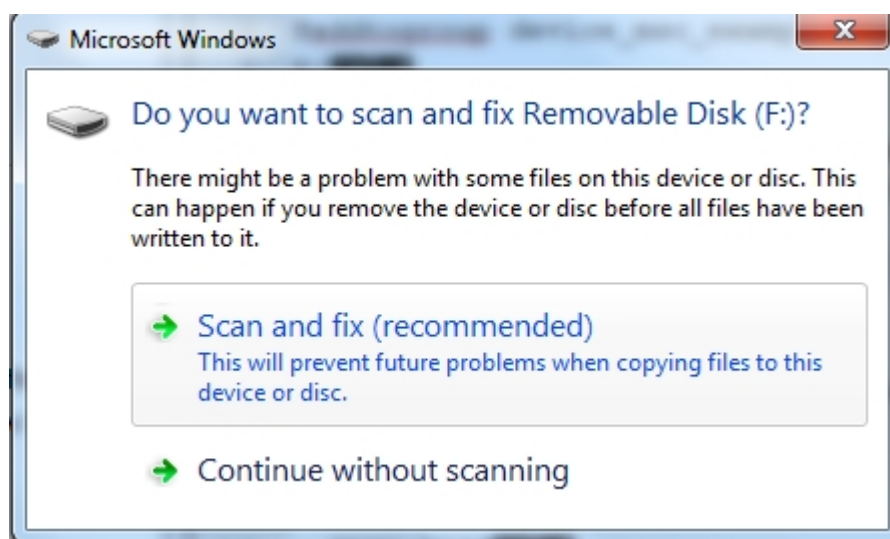 Microsoft Windows
Do you want to scan and fix Removable Disk (F:)?
There might be a problem with some files on this device or disc. This
can happen if you remove the device or disc before all files have been
written to it.
Scan and fix (recommended)
This will prevent future problems when copying files to this
device or disc.
Continue without scanning